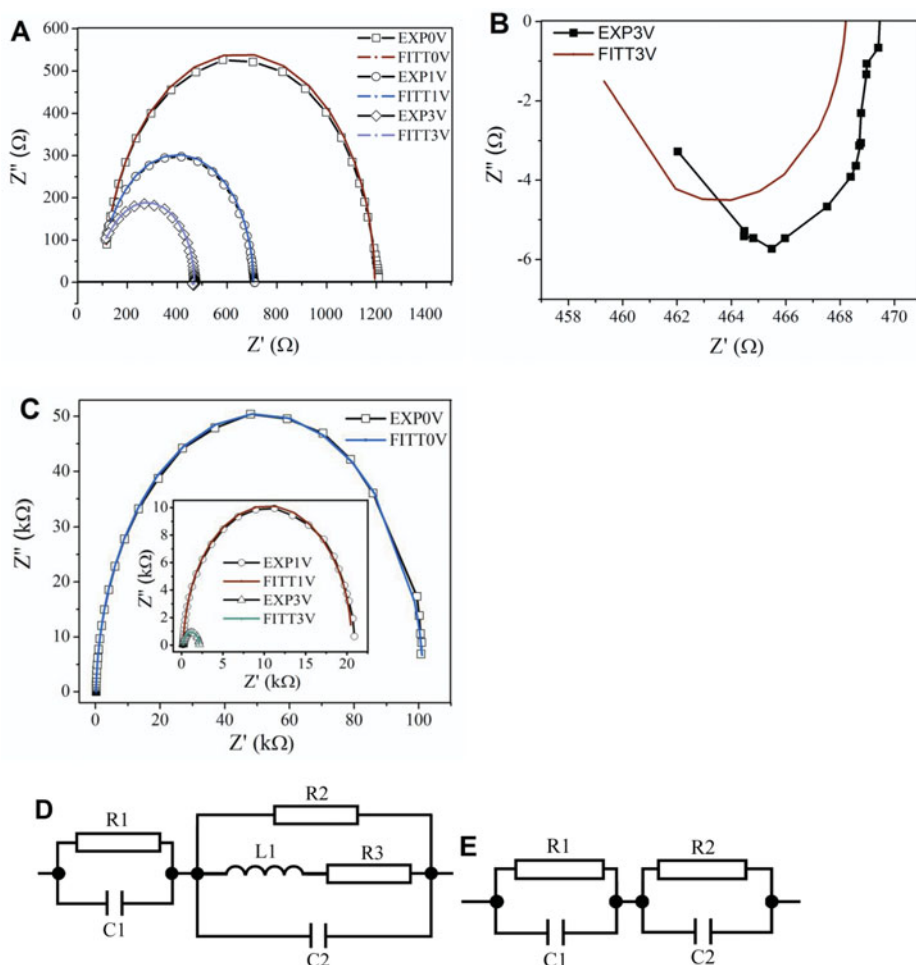 A
600
500
400
300
200
100
0
Z'' (Ω)
200 400 600 800 1000 1200 1400
Z' (Ω)
EXP0V
FITT0V
EXP1V
FITT1V
EXP3V
FITT3V
B
0
-2
-4
-6
Z'' (Ω)
458 460 462 464 466 468 470
Z' (Ω)
EXP3V
FITT3V
C
50
40
30
20
10
0
Z'' (kΩ)
0 20 40 60 80 100
Z' (kΩ)
EXP0V
FITT0V
10
8
6
4
2
0
Z'' (kΩ)
0 5 10 15 20
Z' (kΩ)
EXP1V
FITT1V
EXP3V
FITT3V
D
R1
C1
R2
L1 R3
C2
E
R1 R2
C1 C2